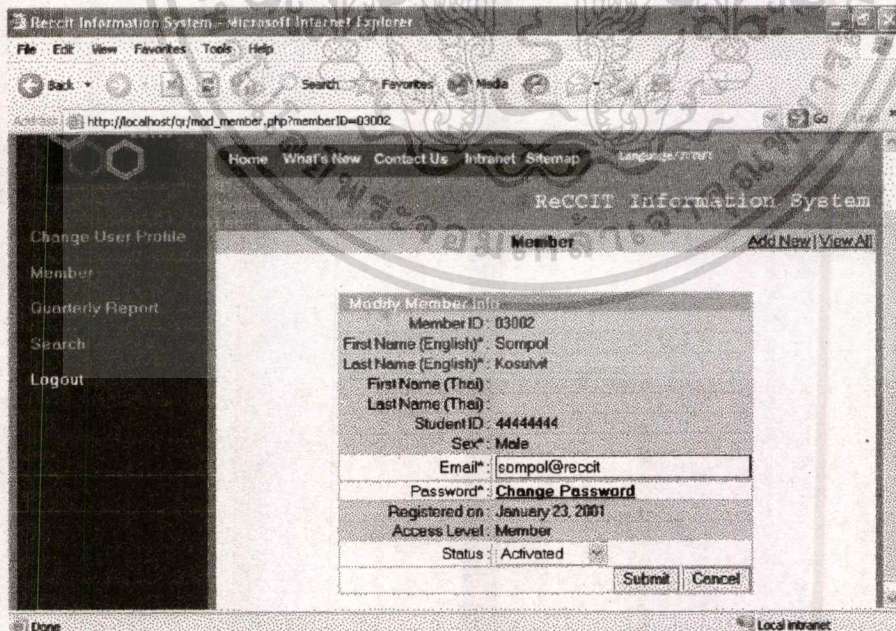 Reccit Information System - Microsoft Internet Explorer
File Edit View Favorites Tools Help
Back Search Favorites Media
Address http://localhost/qr/mod_member.php?memberID=03002 Go
Home What's New Contact Us Intranet Sitemap
ReCCIT Information System
Member Add New | View All
Change User Profile
Member
Quarterly Report
Search
Logout
Modify Member Info
Member ID : 03002
First Name (English)* : Sompol
Last Name (English)* : Kosulvit
First Name (Thai) :
Last Name (Thai) :
Student ID : 44444444
Sex* : Male
Email* : sompol@reccit
Password* : Change Password
Registered on : January 23, 2001
Access Level : Member
Status : Activated
Submit Cancel
Done Local intranet